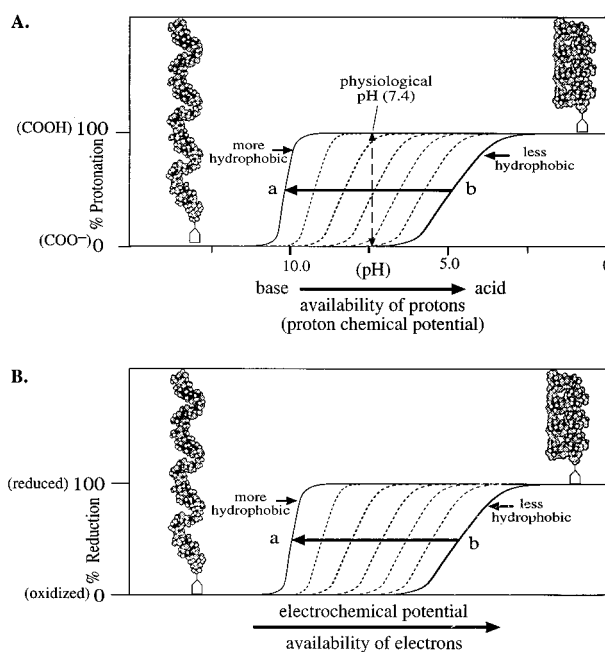 A.
physiological
pH (7.4)
(COOH) 100
more
hydrophobic
less
hydrophobic
% Protonation
a
b
(COO–) 0
10.0
(pH)
5.0
0
base
acid
availability of protons
(proton chemical potential)
B.
(reduced) 100
more
hydrophobic
less
hydrophobic
% Reduction
a
b
(oxidized) 0
electrochemical potential
availability of electrons